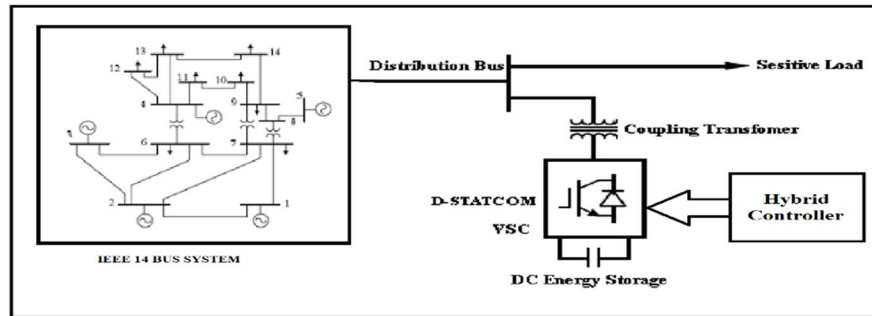 13
14
12
11
10
5
4
9
8
3
6
7
2
1
IEEE 14 BUS SYSTEM
Distribution Bus
Sesitive Load
Coupling Transfomer
D-STATCOM
VSC
Hybrid
Controller
DC Energy Storage